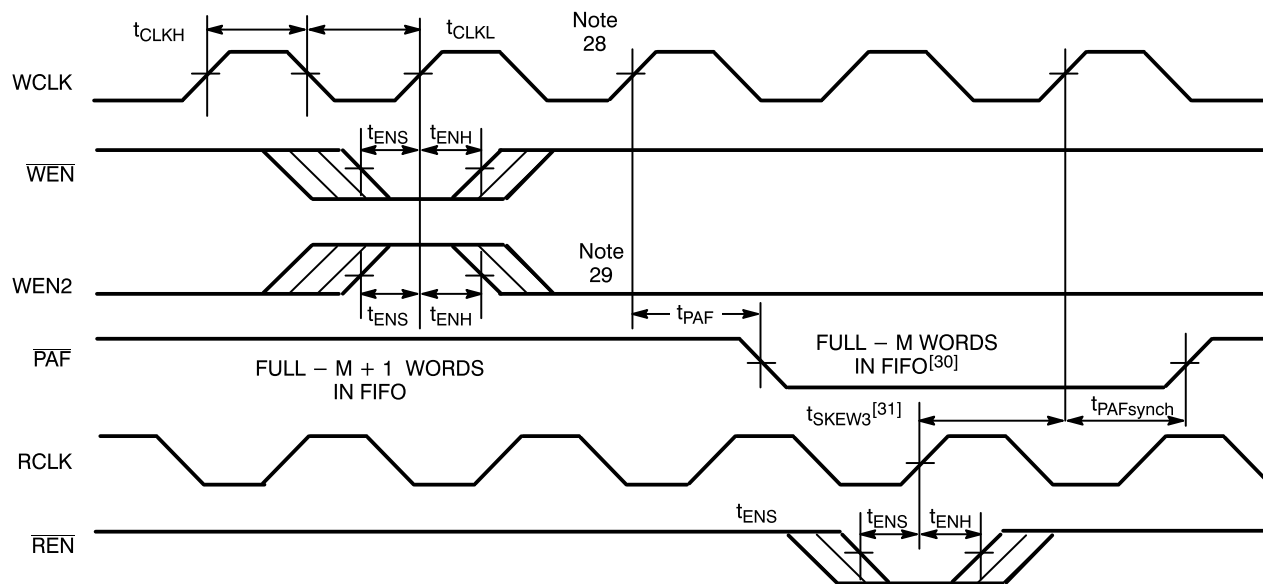 tCLKH
tCLKL
Note
28
WCLK
tENS
tENH
WEN
Note
29
WEN2
tENS
tENH
tPAF
PAF
FULL – M + 1 WORDS
IN FIFO
FULL – M WORDS
IN FIFO[30]
tSKEW3[31]
tPAFsynch
RCLK
tENS
tENS
tENH
REN